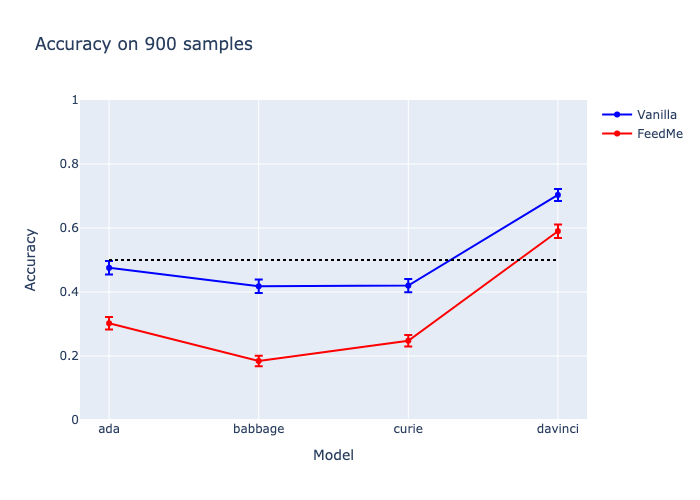 Accuracy on 900 samples
Vanilla
FeedMe
1
0.8
0.6
0.4
0.2
0
Accuracy
ada
babbage
curie
davinci
Model